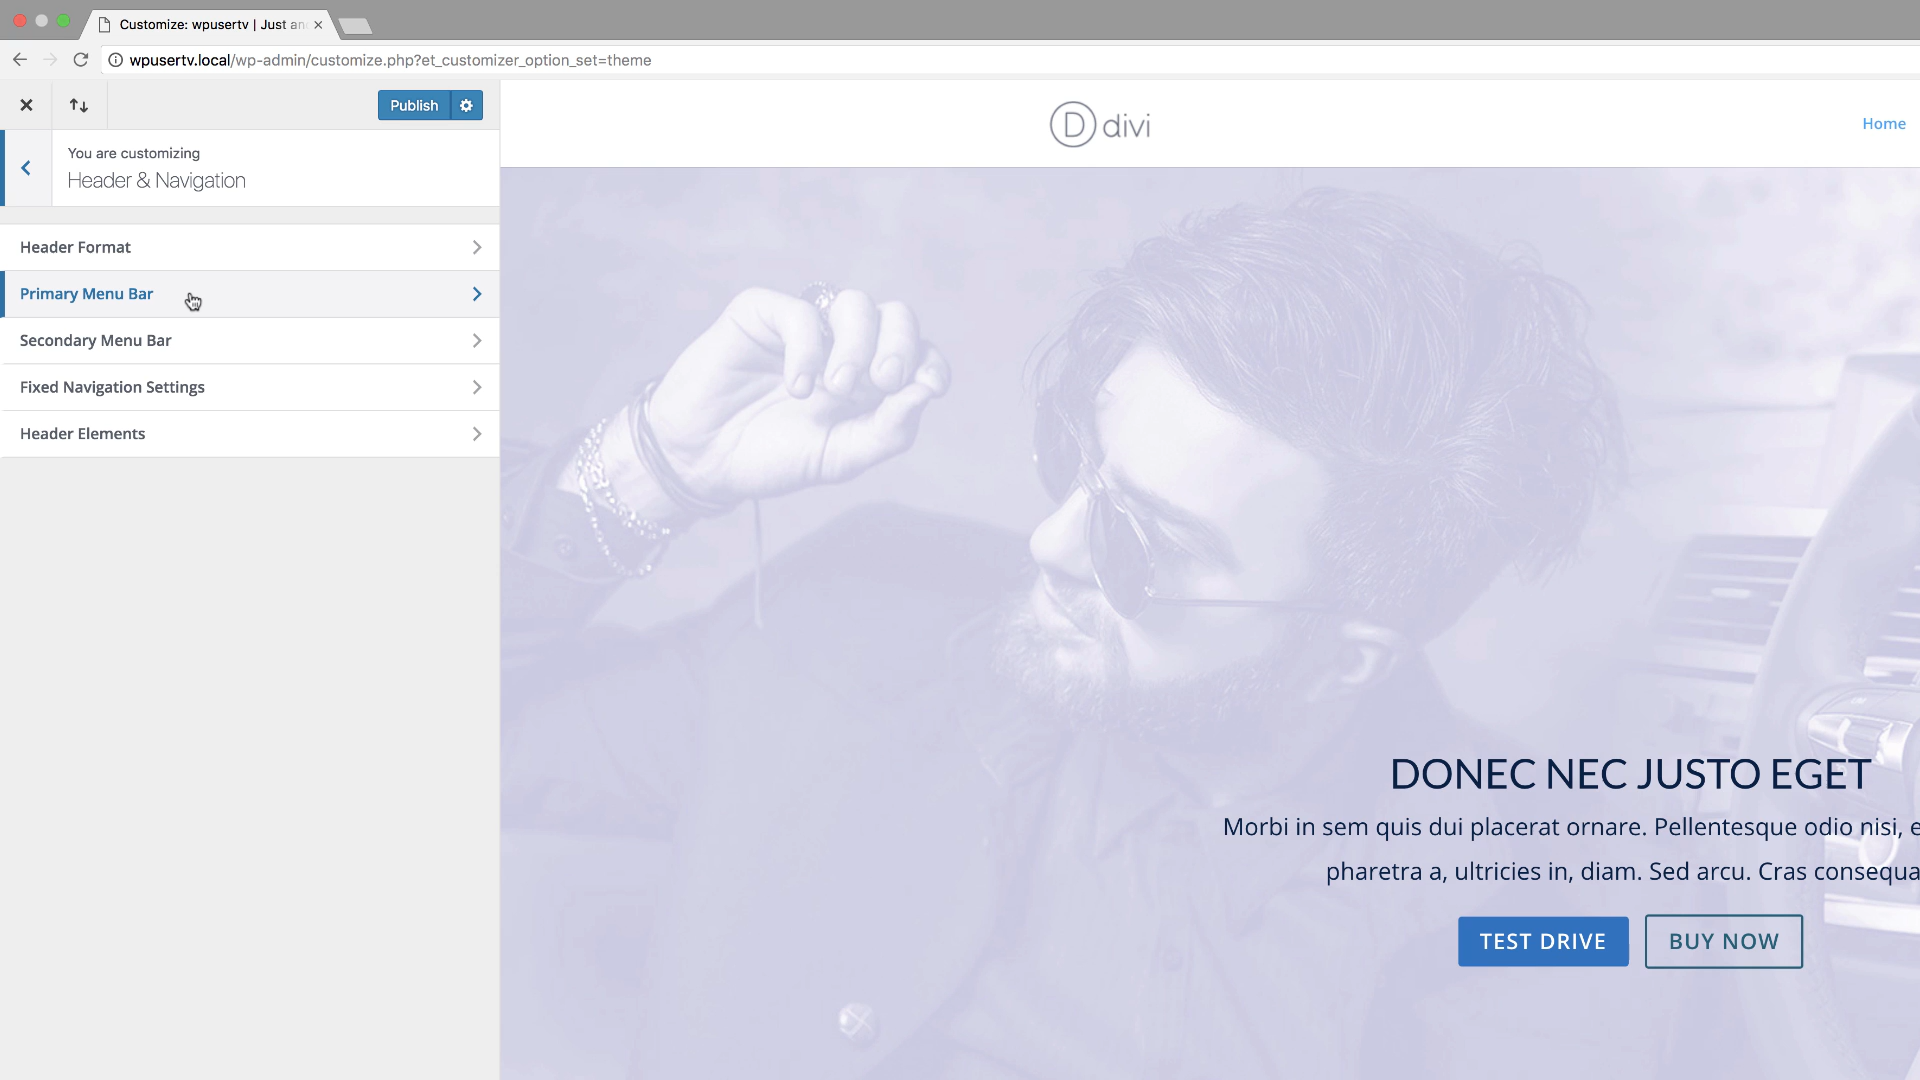 Customize: wpusertv | Just an
wpusertv.local/wp-admin/customize.php?et_customizer_option_set=theme
Publish
You are customizing
Header & Navigation
Header Format
Primary Menu Bar
Secondary Menu Bar
Fixed Navigation Settings
Header Elements
D divi
Home
DONEC NEC JUSTO EGET
Morbi in sem quis dui placerat ornare. Pellentesque odio nisi, e
pharetra a, ultricies in, diam. Sed arcu. Cras consequa
TEST DRIVE
BUY NOW